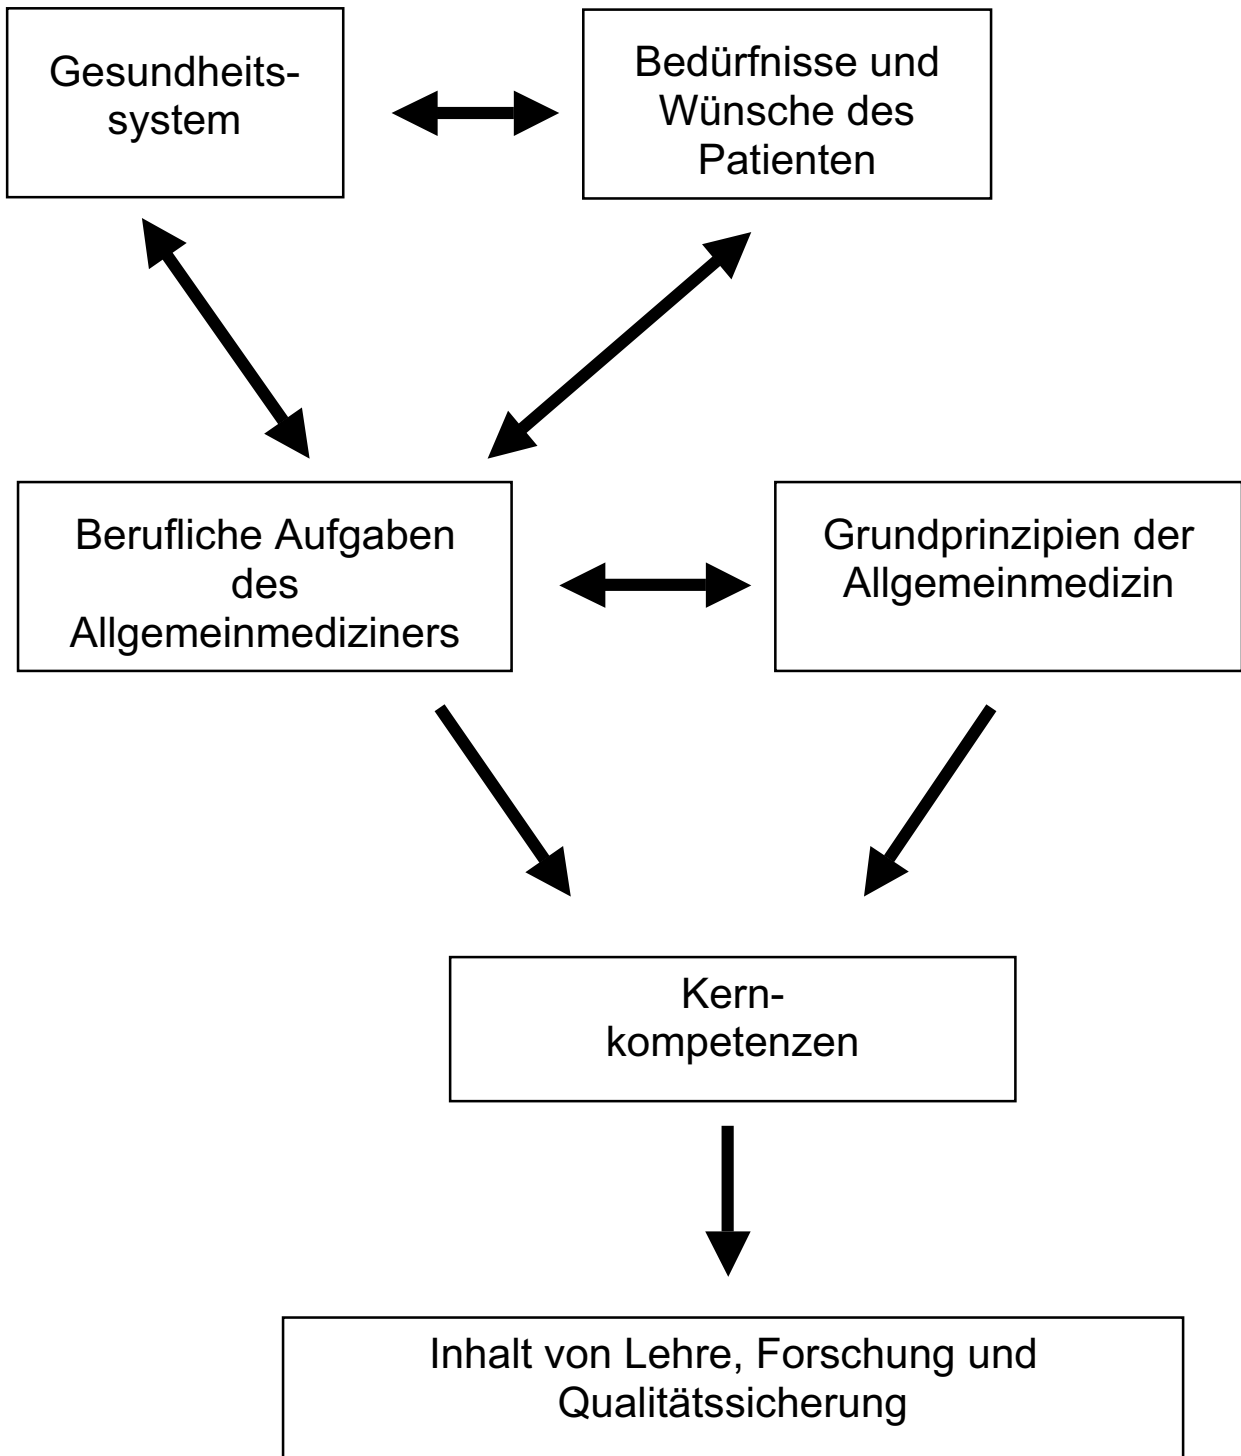 Gesundheits-
system
Bedürfnisse und
Wünsche des
Patienten
Berufliche Aufgaben
des
Allgemeinmediziners
Grundprinzipien der
Allgemeinmedizin
Kern-
kompetenzen
Inhalt von Lehre, Forschung und
Qualitätssicherung